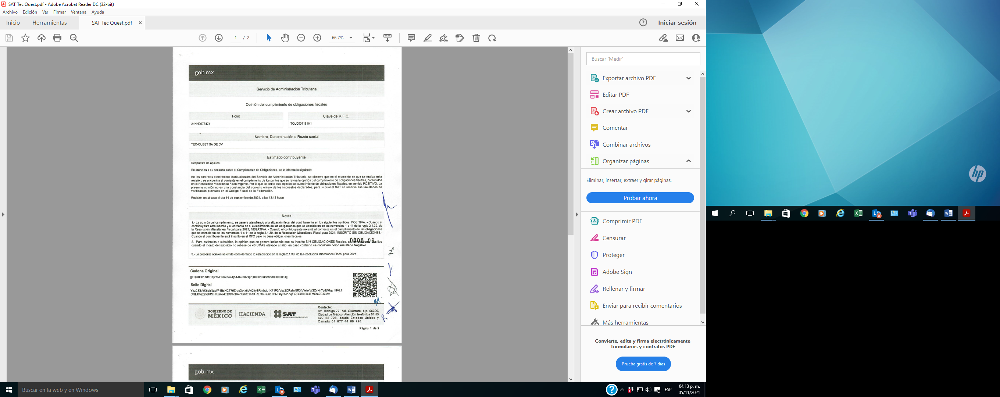 SAT Tec Quest.pdf - Adobe Acrobat Reader DC (32-bit)
Archivo Edición Ver Firmar Ventana Ayuda
Inicio Herramientas SAT Tec Quest.pdf × Iniciar sesión
1 / 2 66.7%
gob mx
Servicio de Administración Tributaria
Opinión del cumplimiento de obligaciones fiscales
Folio Clave de R.F.C.
21NH2673474 TQU0001181H1
Nombre, Denominación o Razón social
TEC-QUEST SA DE CV
Estimado contribuyente
Respuesta de opinión:
En atención a su consulta sobre el Cumplimiento de Obligaciones, se le informa lo siguiente:
En los controles electrónicos institucionales del Servicio de Administración Tributaria, se observa que en el momento en que se realiza esta
revisión, se encuentra al corriente en el cumplimiento de los puntos que se revisa la opinión del cumplimiento de obligaciones fiscales, contenidos
en la Resolución Miscelánea Fiscal vigente. Por lo que se emite esta opinión del cumplimiento de obligaciones fiscales, en sentido POSITIVO. La
presente opinión no es una constancia del correcto entero de los impuestos declarados, para lo cual el SAT se reserva sus facultades de
verificación previstas en el Código Fiscal de la Federación.
Revisión practicada el día 14 de septiembre de 2021, a las 13:13 horas
Notas
1.- La opinión del cumplimiento, se genera atendiendo a la situación fiscal del contribuyente en los siguientes sentidos: POSITIVA. - Cuando el
contribuyente está inscrito y al corriente en el cumplimiento de las obligaciones que se consideran en los numerales 1 a 11 de la regla 2.1.39. de
la Resolución Miscelánea Fiscal para 2021; NEGATIVA. - Cuando el contribuyente no esté al corriente en el cumplimiento de las obligaciones
que se consideran en los numerales 1 a 11 de la regla 2.1.39. de la Resolución Miscelánea Fiscal para 2021; INSCRITO SIN OBLIGACIONES.-
Cuando el contribuyente está inscrito en el RFC pero no tiene obligaciones fiscales.
2.- Para estímulos o subsidios, la opinión que se genere indicando que es Inscrito SIN OBLIGACIONES fiscales, se
cuando el monto del subsidio no rebase de 40 UMAS elevado al año, en caso contrario se considera como resultado Negativo.
3.- La presente opinión se emite considerando lo establecido en la regla 2.1.39. de la Resolución Miscelánea Fiscal para 2021.
Cadena Original
||TQU0001181H1|21NH2673474|14-09-2021|P||00001088888800000031||
Sello Digital
GOBIERNO DE MÉXICO HACIENDA SAT
Contacto:
Av. Hidalgo 77, col. Guerrero, c.p. 06300,
Ciudad de México. Atención telefónica 01 55
627 22 728, desde Estados Unidos y
Canadá 01 877 44 88 728.
Página 1 de 2
gob mx
Buscar 'Medir'
Exportar archivo PDF
Editar PDF
Crear archivo PDF
Comentar
Combinar archivos
Organizar páginas
Eliminar, insertar, extraer y girar páginas.
Probar ahora
Comprimir PDF
Censurar
Proteger
Adobe Sign
Rellenar y firmar
Enviar para recibir comentarios
Más herramientas
Convierte, edita y firma electrónicamente
formularios y contratos PDF
Prueba gratis de 7 días
hp
Buscar en la web y en Windows
ESP
04:13 p. m.
05/11/2021